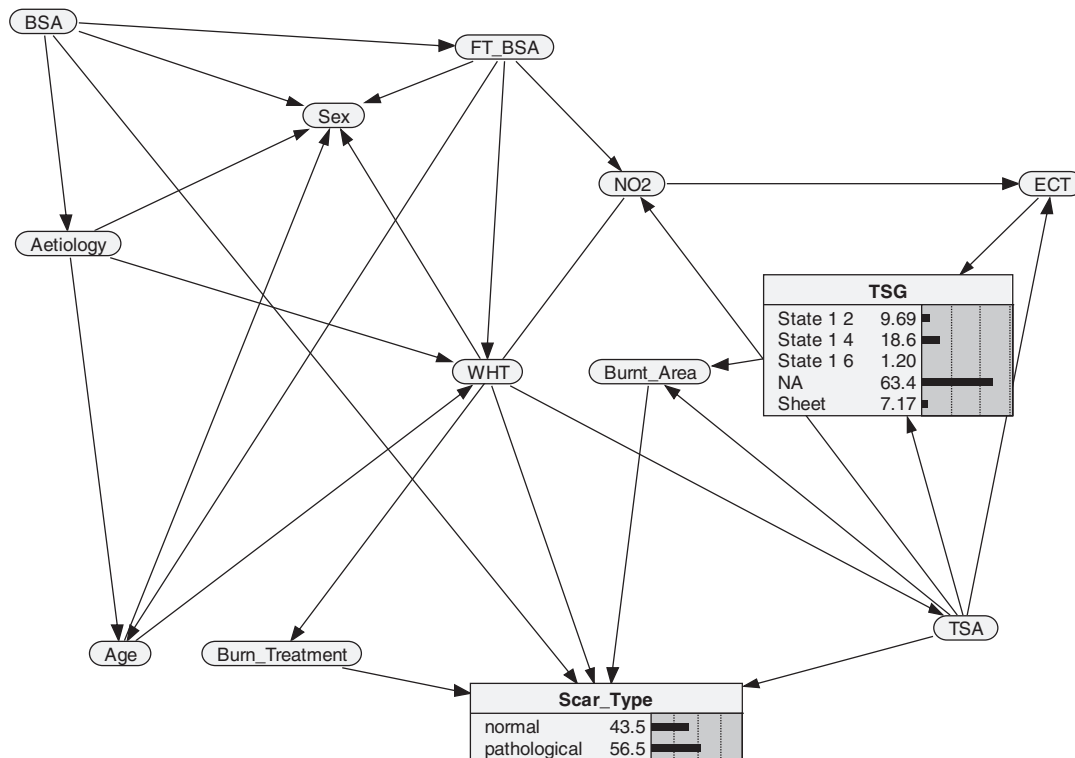 BSA
FT_BSA
Sex
NO2
ECT
Aetiology
TSG
State 1 2 9.69
State 1 4 18.6
State 1 6 1.20
NA 63.4
Sheet 7.17
WHT
Burnt_Area
TSA
Age
Burn_Treatment
Scar_Type
normal 43.5
pathological 56.5